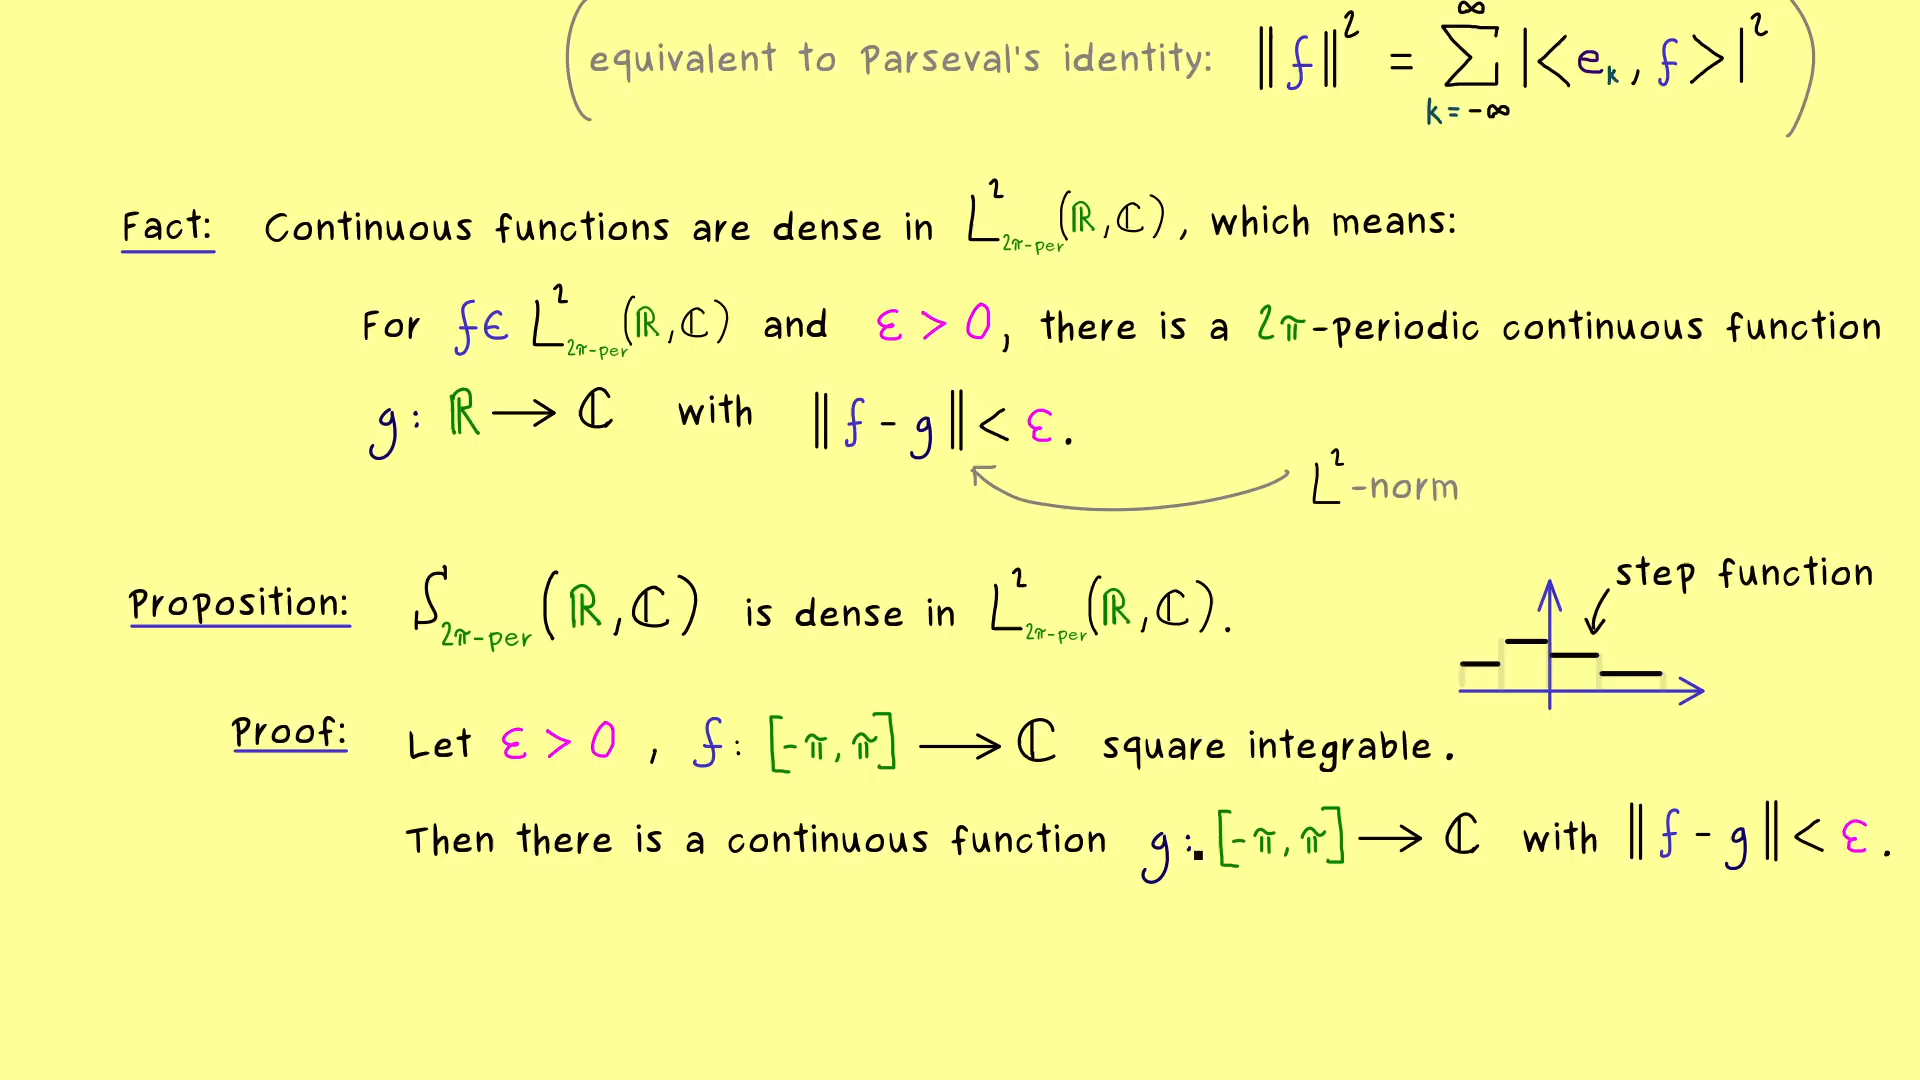 (equivalent to Parseval's identity: ‖f‖² = ∑_{k=-∞}^{∞} |<e_k, f>|²)
Fact: Continuous functions are dense in L²_{2π-per}(ℝ,ℂ), which means:
For f ∈ L²_{2π-per}(ℝ,ℂ) and ε > 0, there is a 2π-periodic continuous function
g: ℝ ⟶ ℂ with ‖f - g‖ < ε.
L²-norm
step function
Proposition: S_{2π-per}(ℝ,ℂ) is dense in L²_{2π-per}(ℝ,ℂ).
Proof: Let ε > 0, f: [-π, π] ⟶ ℂ square integrable.
Then there is a continuous function g: [-π, π] ⟶ ℂ with ‖f - g‖ < ε.